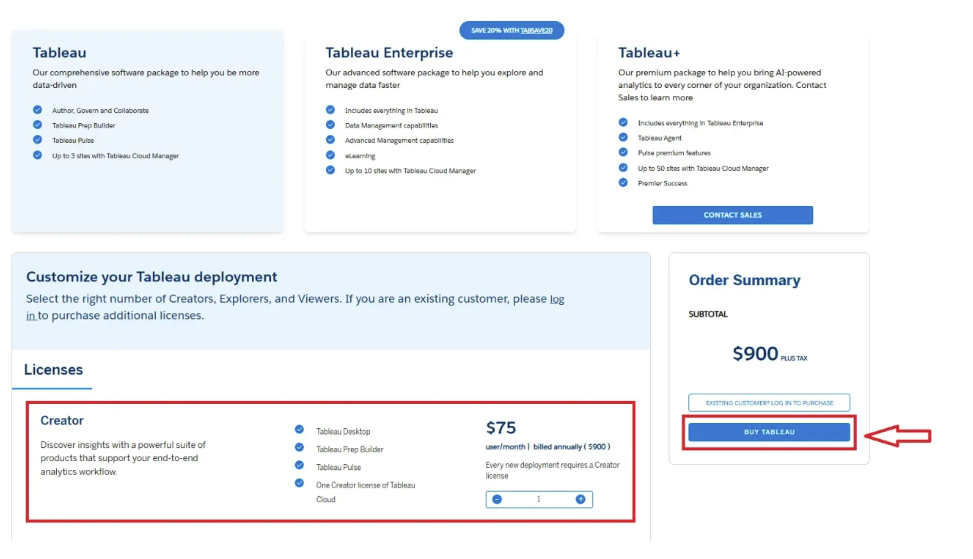 SAVE 20% WITH TABSAVE20
Tableau
Our comprehensive software package to help you be more
data-driven
Author, Govern and Collaborate
Tableau Prep Builder
Tableau Pulse
Up to 3 sites with Tableau Cloud Manager
Tableau Enterprise
Our advanced software package to help you explore and
manage data faster
Includes everything in Tableau
Data Management capabilities
Advanced Management capabilities
eLearning
Up to 10 sites with Tableau Cloud Manager
Tableau+
Our premium package to help you bring AI-powered
analytics to every corner of your organization. Contact
Sales to learn more
Includes everything in Tableau Enterprise
Tableau Agent
Pulse premium features
Up to 50 sites with Tableau Cloud Manager
Premier Success
CONTACT SALES
Customize your Tableau deployment
Select the right number of Creators, Explorers, and Viewers. If you are an existing customer, please log
in to purchase additional licenses.
Licenses
Creator
Discover insights with a powerful suite of
products that support your end-to-end
analytics workflow.
Tableau Desktop
Tableau Prep Builder
Tableau Pulse
One Creator license of Tableau
Cloud
$75
user/month | billed annually ( $900 )
Every new deployment requires a Creator
license
1
Order Summary
SUBTOTAL
$900 PLUS TAX
EXISTING CUSTOMER? LOG IN TO PURCHASE
BUY TABLEAU